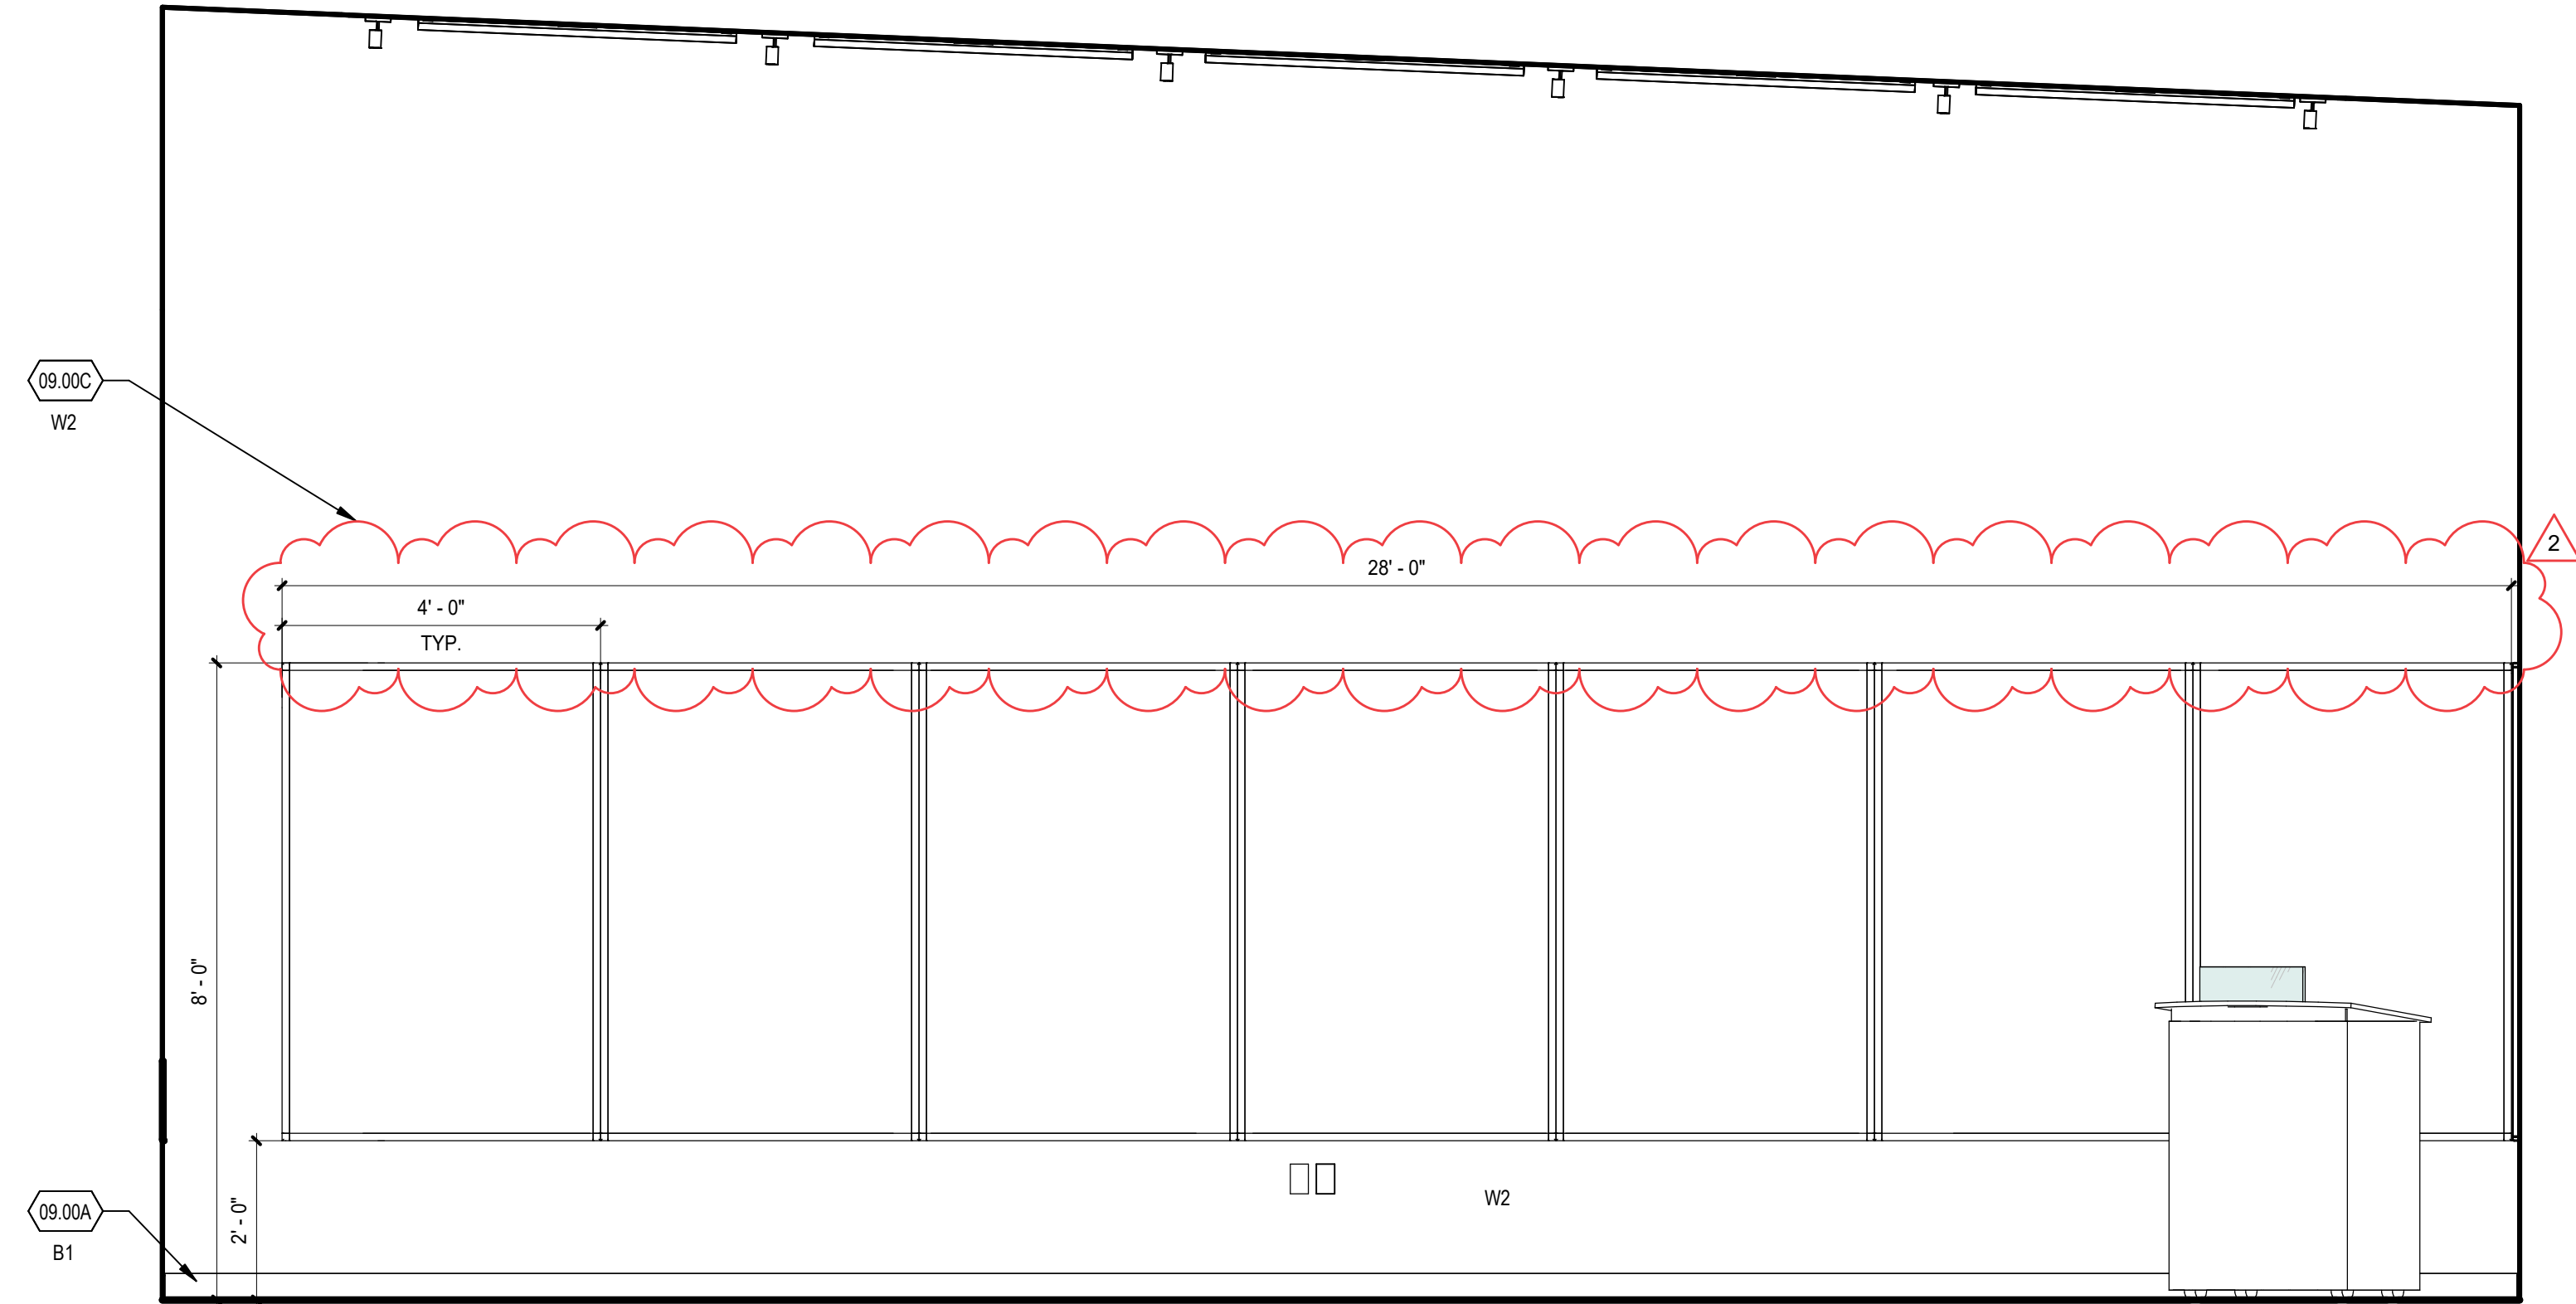 09.00C
W2
2
28' - 0"
4' - 0"
TYP.
8' - 0"
2' - 0"
W2
09.00A
B1